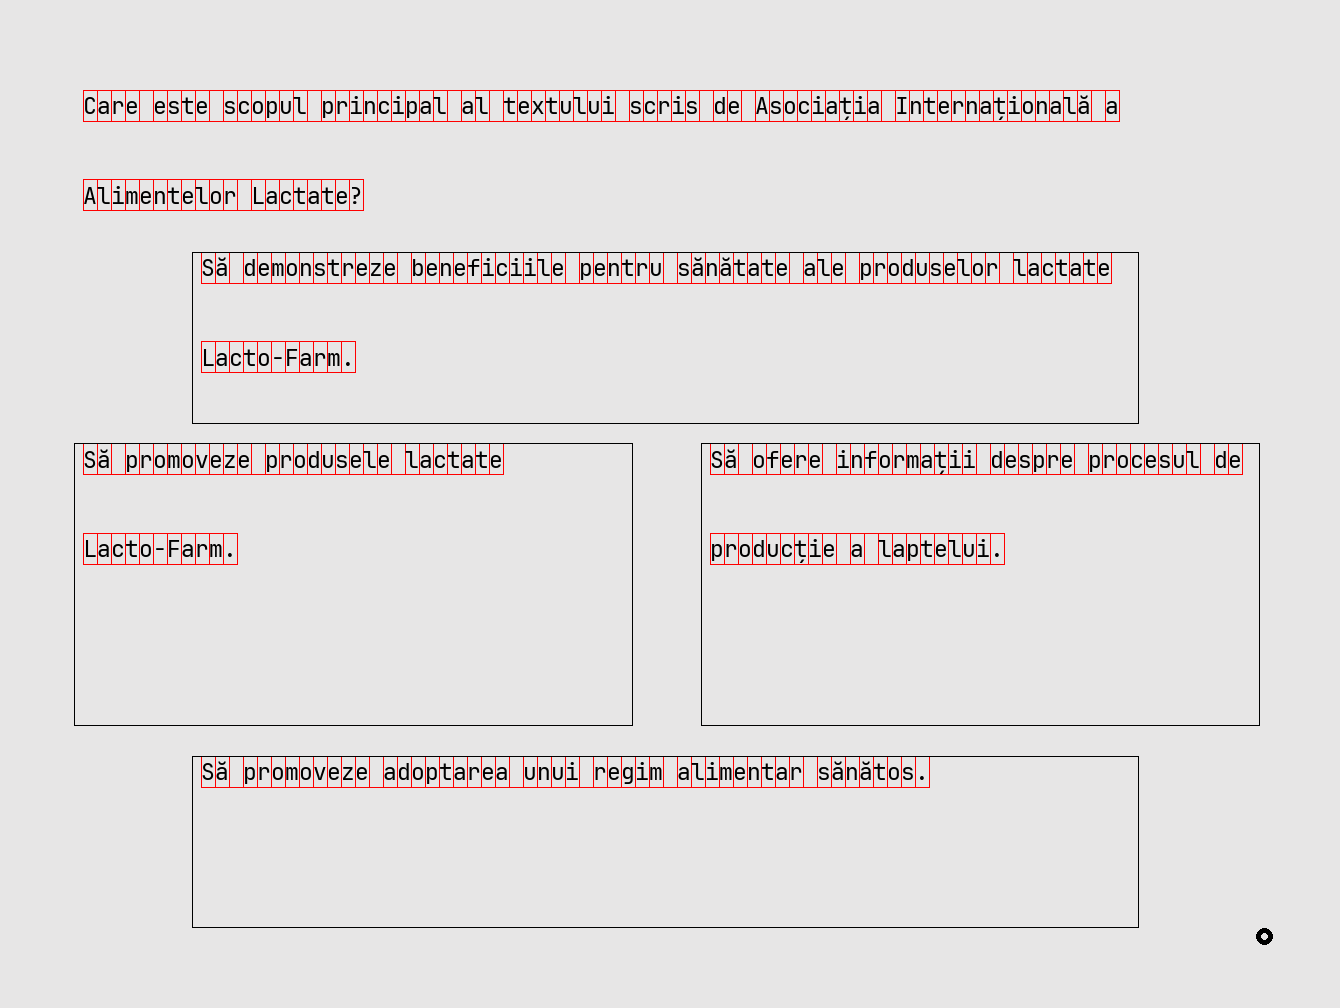 Care este scopul principal al textului scris de Asociația Internațională a
Alimentelor Lactate?
Să demonstreze beneficiile pentru sănătate ale produselor lactate
Lacto-Farm.
Să promoveze produsele lactate
Lacto-Farm.
Să ofere informații despre procesul de
producție a laptelui.
Să promoveze adoptarea unui regim alimentar sănătos.